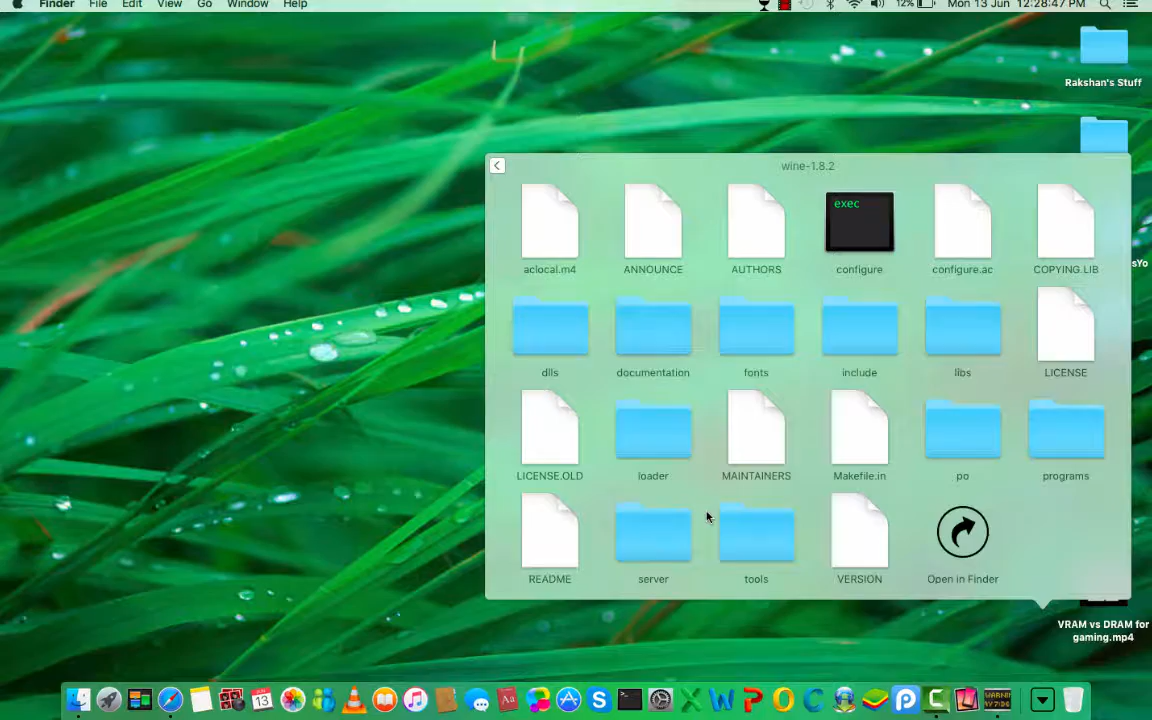 Finder File Edit View Go Window Help 12% Mon 13 Jun 12:28:47 PM
Rakshan's Stuff
wine-1.8.2
exec
aclocal.m4 ANNOUNCE AUTHORS configure configure.ac COPYING.LIB
sYo
dlls documentation fonts include libs LICENSE
LICENSE.OLD loader MAINTAINERS Makefile.in po programs
README server tools VERSION Open in Finder
VRAM vs DRAM for
gaming.mp4